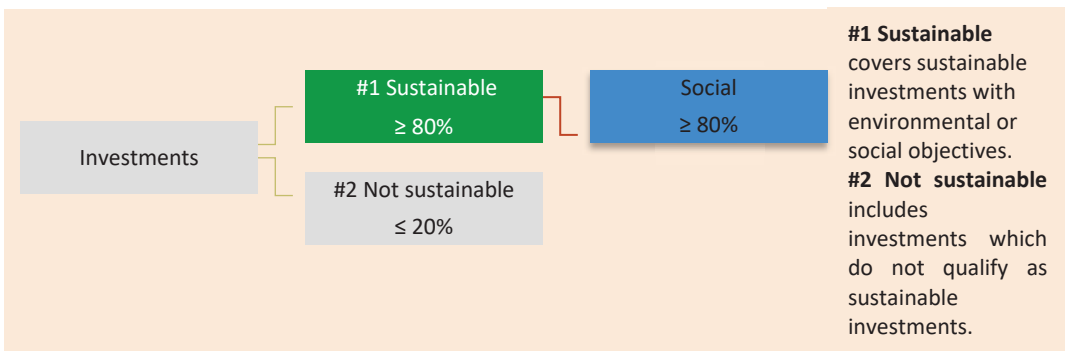 Investments
#1 Sustainable
≥ 80%
#2 Not sustainable
≤ 20%
Social
≥ 80%
#1 Sustainable
covers sustainable
investments with
environmental or
social objectives.
#2 Not sustainable
includes
investments which
do not qualify as
sustainable
investments.